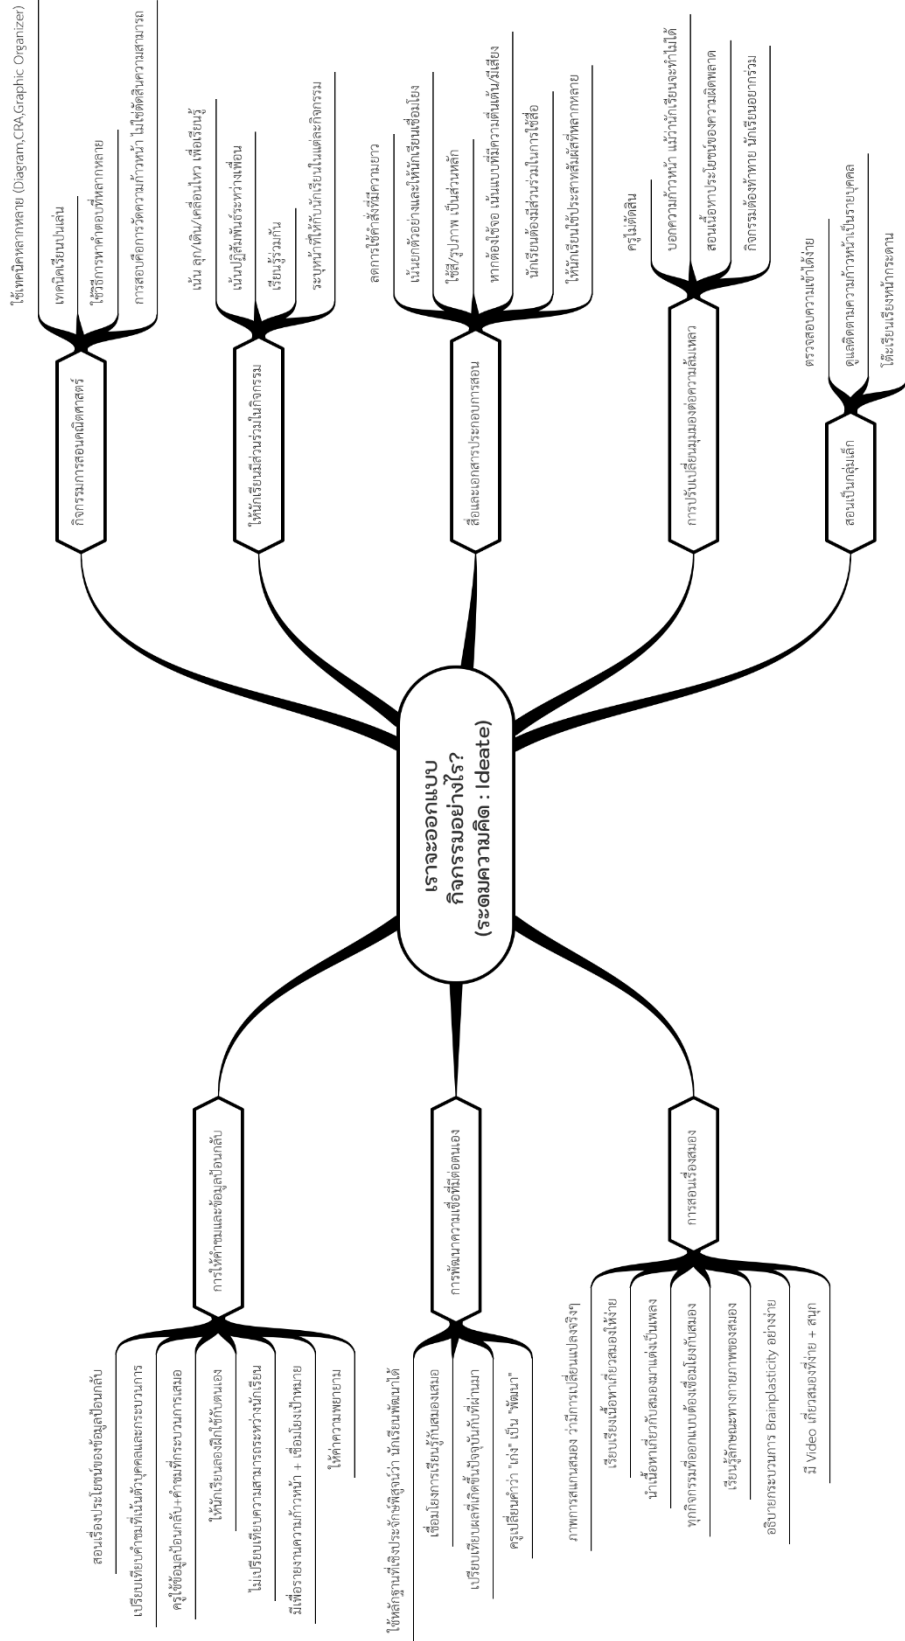 เราจะออกแบบ
กิจกรรมอย่างไร?
(ระดมความคิด : Ideate)
การให้คำชมและข้อมูลป้อนกลับ
สอนเรื่องประโยชน์ของข้อมูลป้อนกลับ
เปรียบเทียบคำชมที่เน้นตัวบุคคลและกระบวนการ
ครูใช้ข้อมูลป้อนกลับ+คำชมที่กระบวนการเสมอ
ให้นักเรียนลองฝึกใช้กับตนเอง
ไม่เปรียบเทียบความสามารถระหว่างนักเรียน
มีเพื่อรายงานความก้าวหน้า + เชื่อมโยงเป้าหมาย
ให้ค่าความพยายาม
การพัฒนาความเชื่อที่มีต่อตนเอง
ใช้หลักฐานที่เชิงประจักษ์พิสูจน์ว่า นักเรียนพัฒนาได้
เชื่อมโยงการเรียนรู้กับสมองเสมอ
เปรียบเทียบผลที่เกิดขึ้นปัจจุบันกับที่ผ่านมา
ครูเปลี่ยนคำว่า "เก่ง" เป็น "พัฒนา"
การสอนเรื่องสมอง
ภาพการสแกนสมอง ว่ามีการเปลี่ยนแปลงจริงๆ
เรียบเรียงเนื้อหาเกี่ยวสมองให้ง่าย
นำเนื้อหาเกี่ยวกับสมองมาแต่งเป็นเพลง
ทุกกิจกรรมที่ออกแบบต้องเชื่อมโยงกับสมอง
เรียนรู้ลักษณะทางกายภาพของสมอง
อธิบายกระบวนการ Brainplasticity อย่างง่าย
มี Video เกี่ยวสมองที่ง่าย + สนุก
กิจกรรมการสอนคณิตศาสตร์
ใช้เทคนิคหลากหลาย (Diagram,CRA,Graphic Organizer)
เทคนิคเรียนปนเล่น
ใช้วิธีการหาคำตอบที่หลากหลาย
การสอบคือการวัดความก้าวหน้า ไม่ใช่ตัดสินความสามารถ
ให้นักเรียนมีส่วนร่วมในกิจกรรม
เน้น ลุก/เดิน/เคลื่อนไหว เพื่อเรียนรู้
เน้นปฏิสัมพันธ์ระหว่างเพื่อน
เรียนรู้ร่วมกัน
ระบุหน้าที่ให้กับนักเรียนในแต่ละกิจกรรม
สื่อและเอกสารประกอบการสอน
ลดการใช้คำสั่งที่มีความยาว
เน้นยกตัวอย่างและให้นักเรียนเชื่อมโยง
ใช้สี/รูปภาพ เป็นส่วนหลัก
หากต้องใช้จอ เน้นแบบที่มีความตื่นเต้น/มีเสียง
นักเรียนต้องมีส่วนร่วมในการใช้สื่อ
ให้นักเรียนใช้ประสาทสัมผัสที่หลากหลาย
การปรับเปลี่ยนมุมมองต่อความล้มเหลว
ครูไม่ตัดสิน
บอกความก้าวหน้า แม้ว่านักเรียนจะทำไม่ได้
สอนเนื้อหาประโยชน์ของความผิดพลาด
กิจกรรมต้องท้าทาย นักเรียนอยากร่วม
สอนเป็นกลุ่มเล็ก
ตรวจสอบความเข้าได้ง่าย
ดูแลติดตามความก้าวหน้าเป็นรายบุคคล
โต๊ะเรียนเรียงหน้ากระดาน